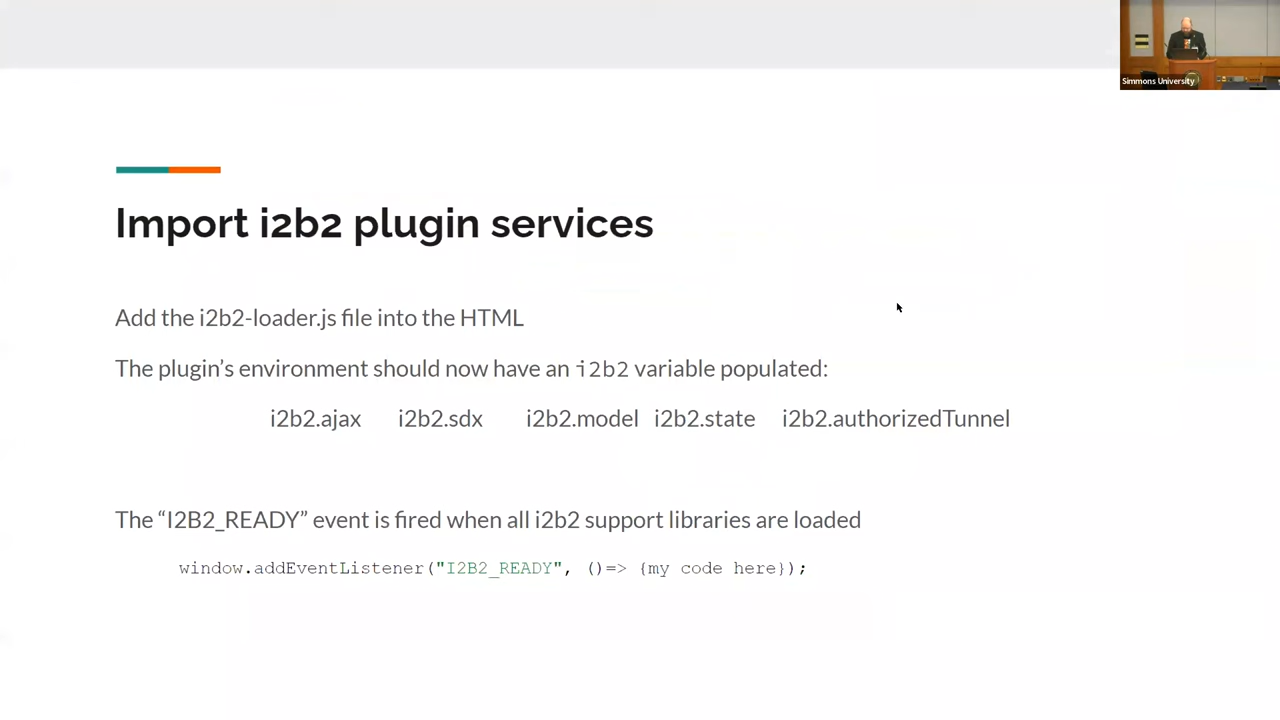 Simmons University
Import i2b2 plugin services
Add the i2b2-loader.js file into the HTML
The plugin's environment should now have an i2b2 variable populated:
i2b2.ajax i2b2.sdx i2b2.model i2b2.state i2b2.authorizedTunnel
The “I2B2_READY” event is fired when all i2b2 support libraries are loaded
window.addEventListener("I2B2_READY", ()=> {my code here});